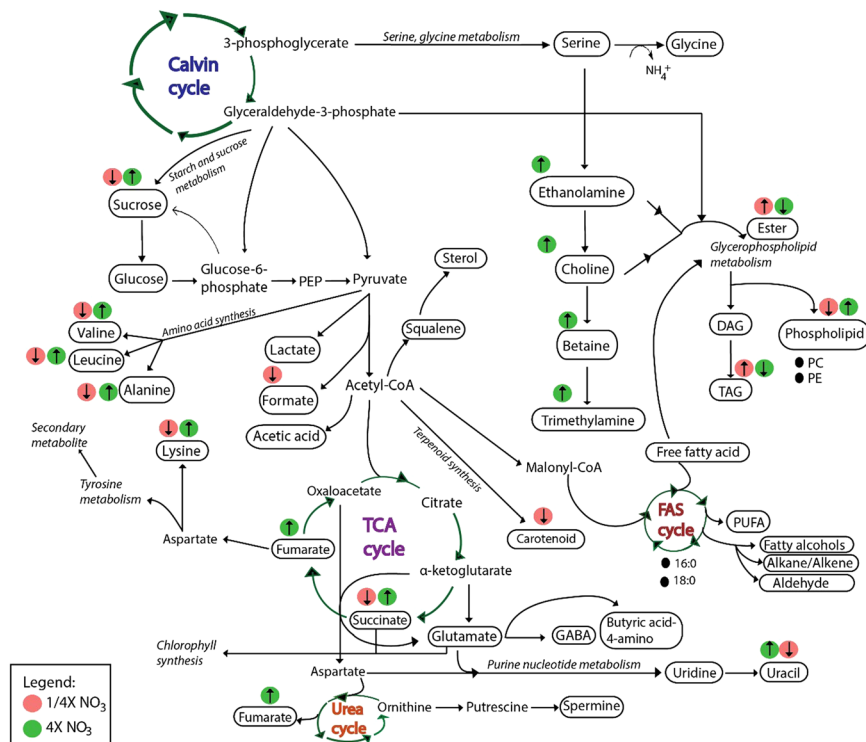 3-phosphoglycerate
Serine, glycine metabolism
Serine
Glycine
NH₄⁺
Calvin
cycle
Glyceraldehyde-3-phosphate
Starch and sucrose
metabolism
Sucrose
Ethanolamine
Ester
Glycerophospholipid
metabolism
Glucose
Glucose-6-
phosphate
PEP
Pyruvate
Sterol
Choline
Amino acid synthesis
Valine
Leucine
Alanine
Lactate
Squalene
Betaine
DAG
Phospholipid
PC
PE
Formate
Acetyl-CoA
TAG
Acetic acid
Trimethylamine
Secondary
metabolite
Lysine
Terpenoid synthesis
Malonyl-CoA
Free fatty acid
Tyrosine
metabolism
Oxaloacetate
Citrate
TCA
cycle
FAS
cycle
PUFA
Aspartate
Fumarate
Carotenoid
Fatty alcohols
Alkane/Alkene
Aldehyde
16:0
18:0
α-ketoglutarate
Succinate
Glutamate
GABA
Butyric acid-
4-amino
Chlorophyll
synthesis
Aspartate
Purine nucleotide metabolism
Uridine
Uracil
Legend:
1/4X NO₃
4X NO₃
Fumarate
Urea
cycle
Ornithine
Putrescine
Spermine